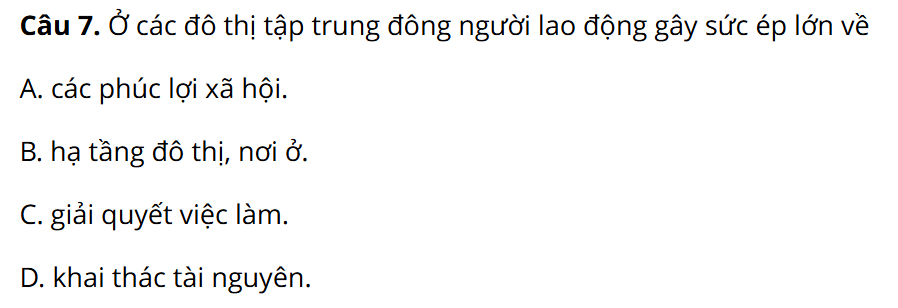 Câu 7. Ở các đô thị tập trung đông người lao động gây sức ép lớn về
A. các phúc lợi xã hội.
B. hạ tầng đô thị, nơi ở.
C. giải quyết việc làm.
D. khai thác tài nguyên.